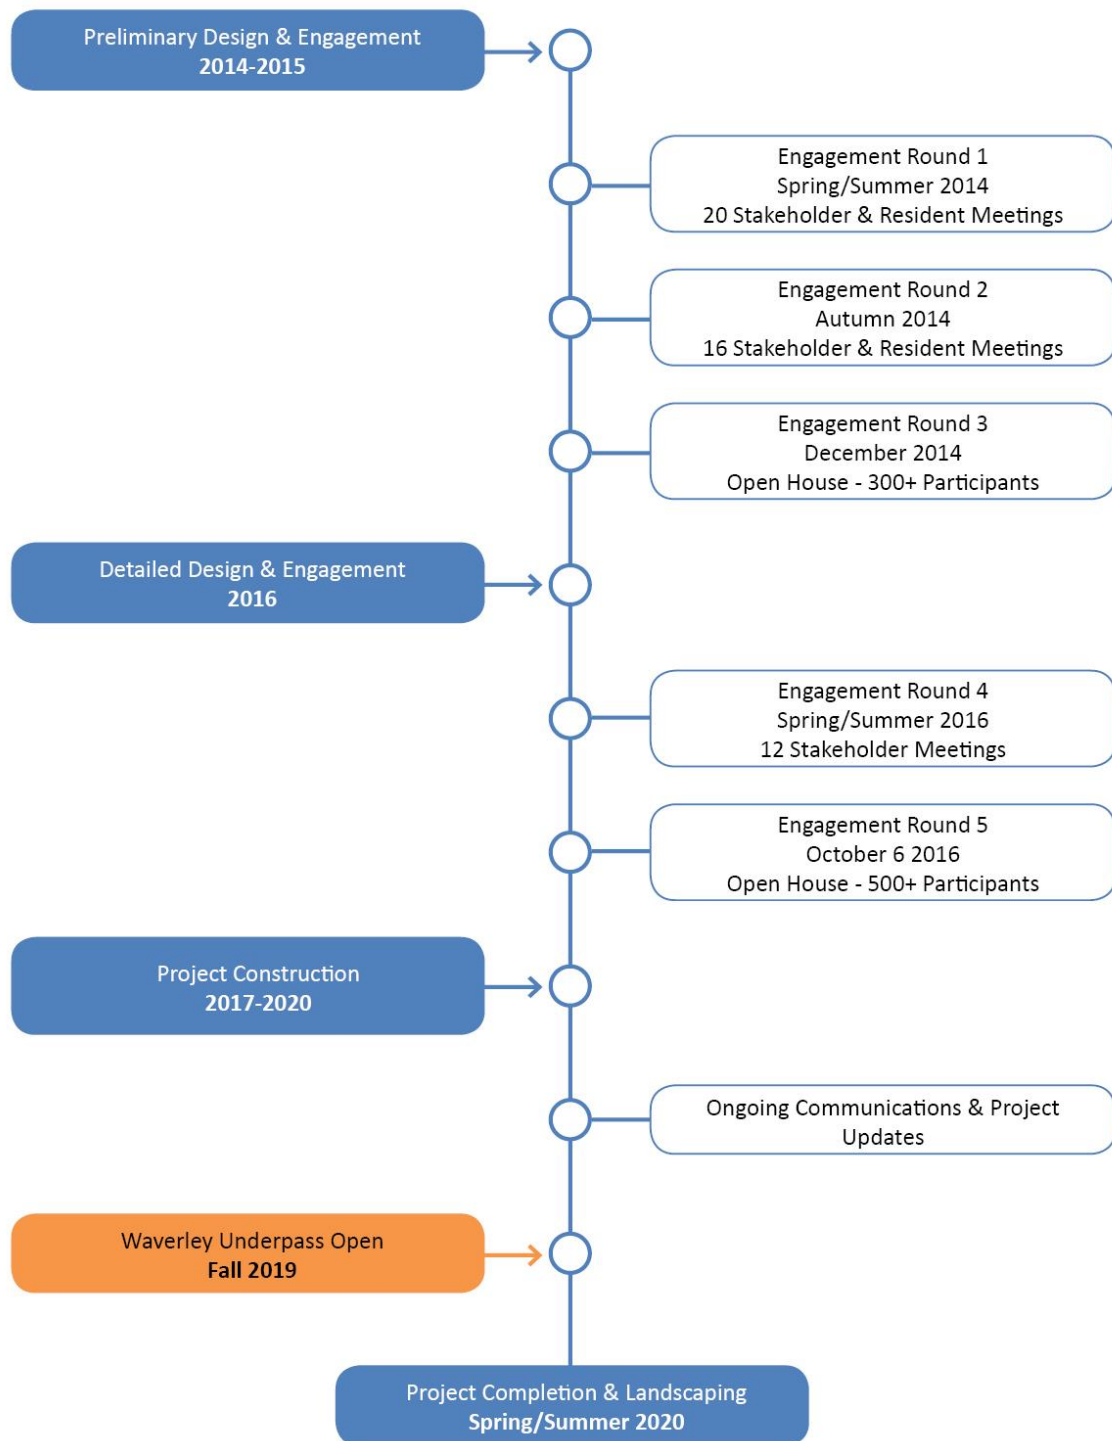 Preliminary Design & Engagement
2014-2015
Engagement Round 1
Spring/Summer 2014
20 Stakeholder & Resident Meetings
Engagement Round 2
Autumn 2014
16 Stakeholder & Resident Meetings
Engagement Round 3
December 2014
Open House - 300+ Participants
Detailed Design & Engagement
2016
Engagement Round 4
Spring/Summer 2016
12 Stakeholder Meetings
Engagement Round 5
October 6 2016
Open House - 500+ Participants
Project Construction
2017-2020
Ongoing Communications & Project
Updates
Waverley Underpass Open
Fall 2019
Project Completion & Landscaping
Spring/Summer 2020